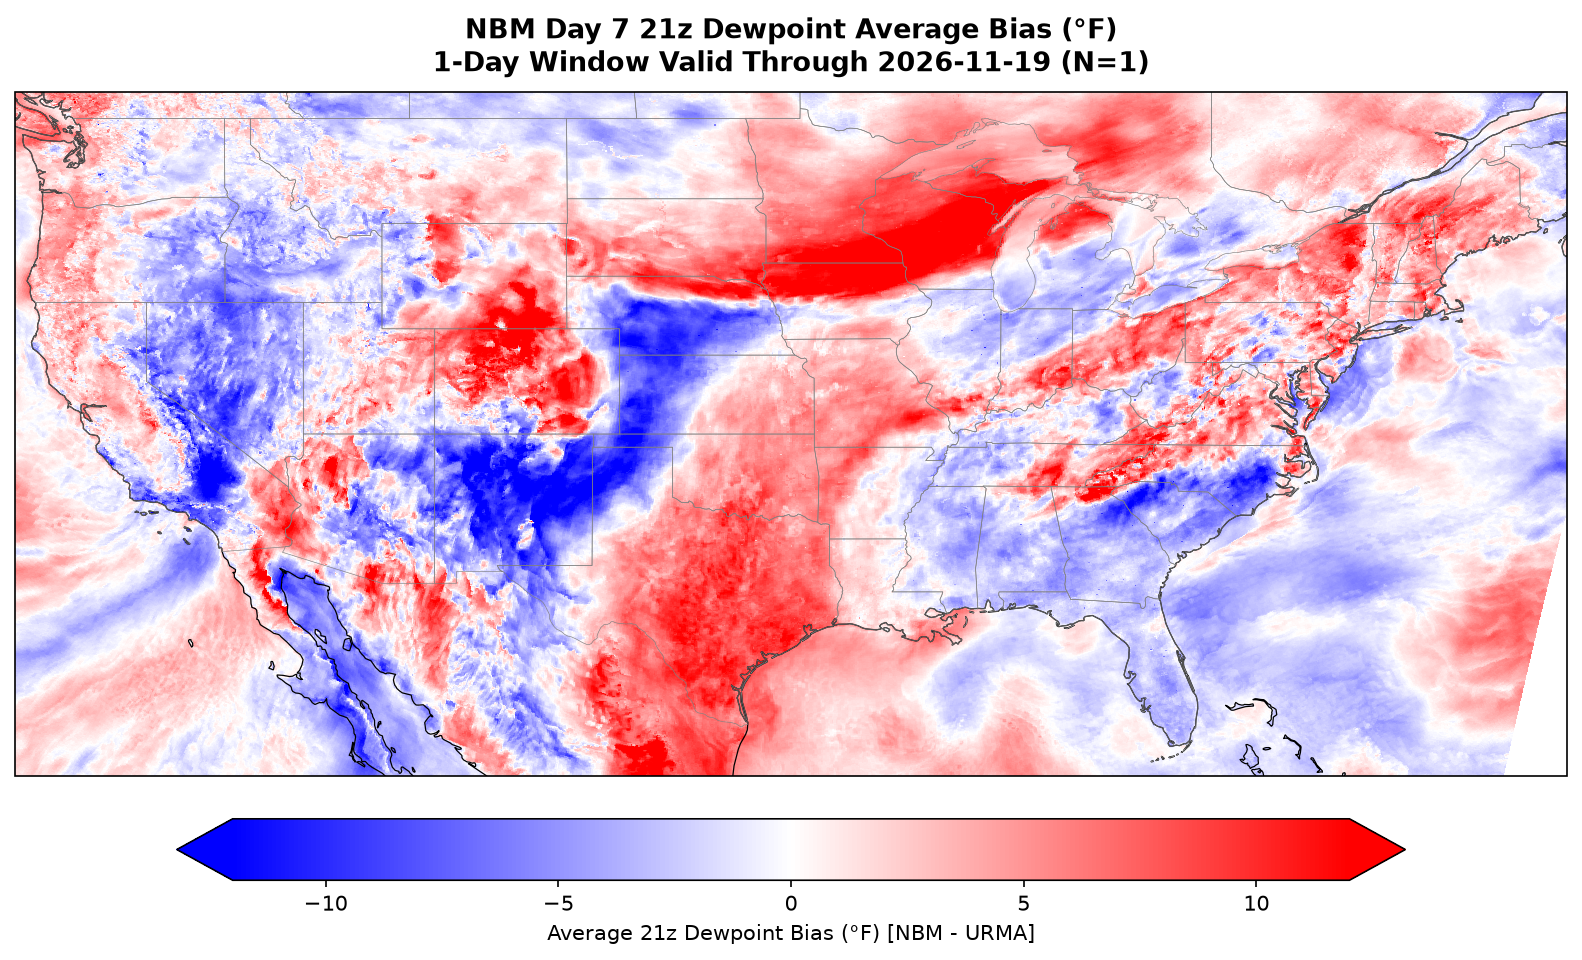 NBM Day 7 21z Dewpoint Average Bias (°F)
1-Day Window Valid Through 2026-11-19 (N=1)
−10 −5 0 5 10
Average 21z Dewpoint Bias (°F) [NBM - URMA]